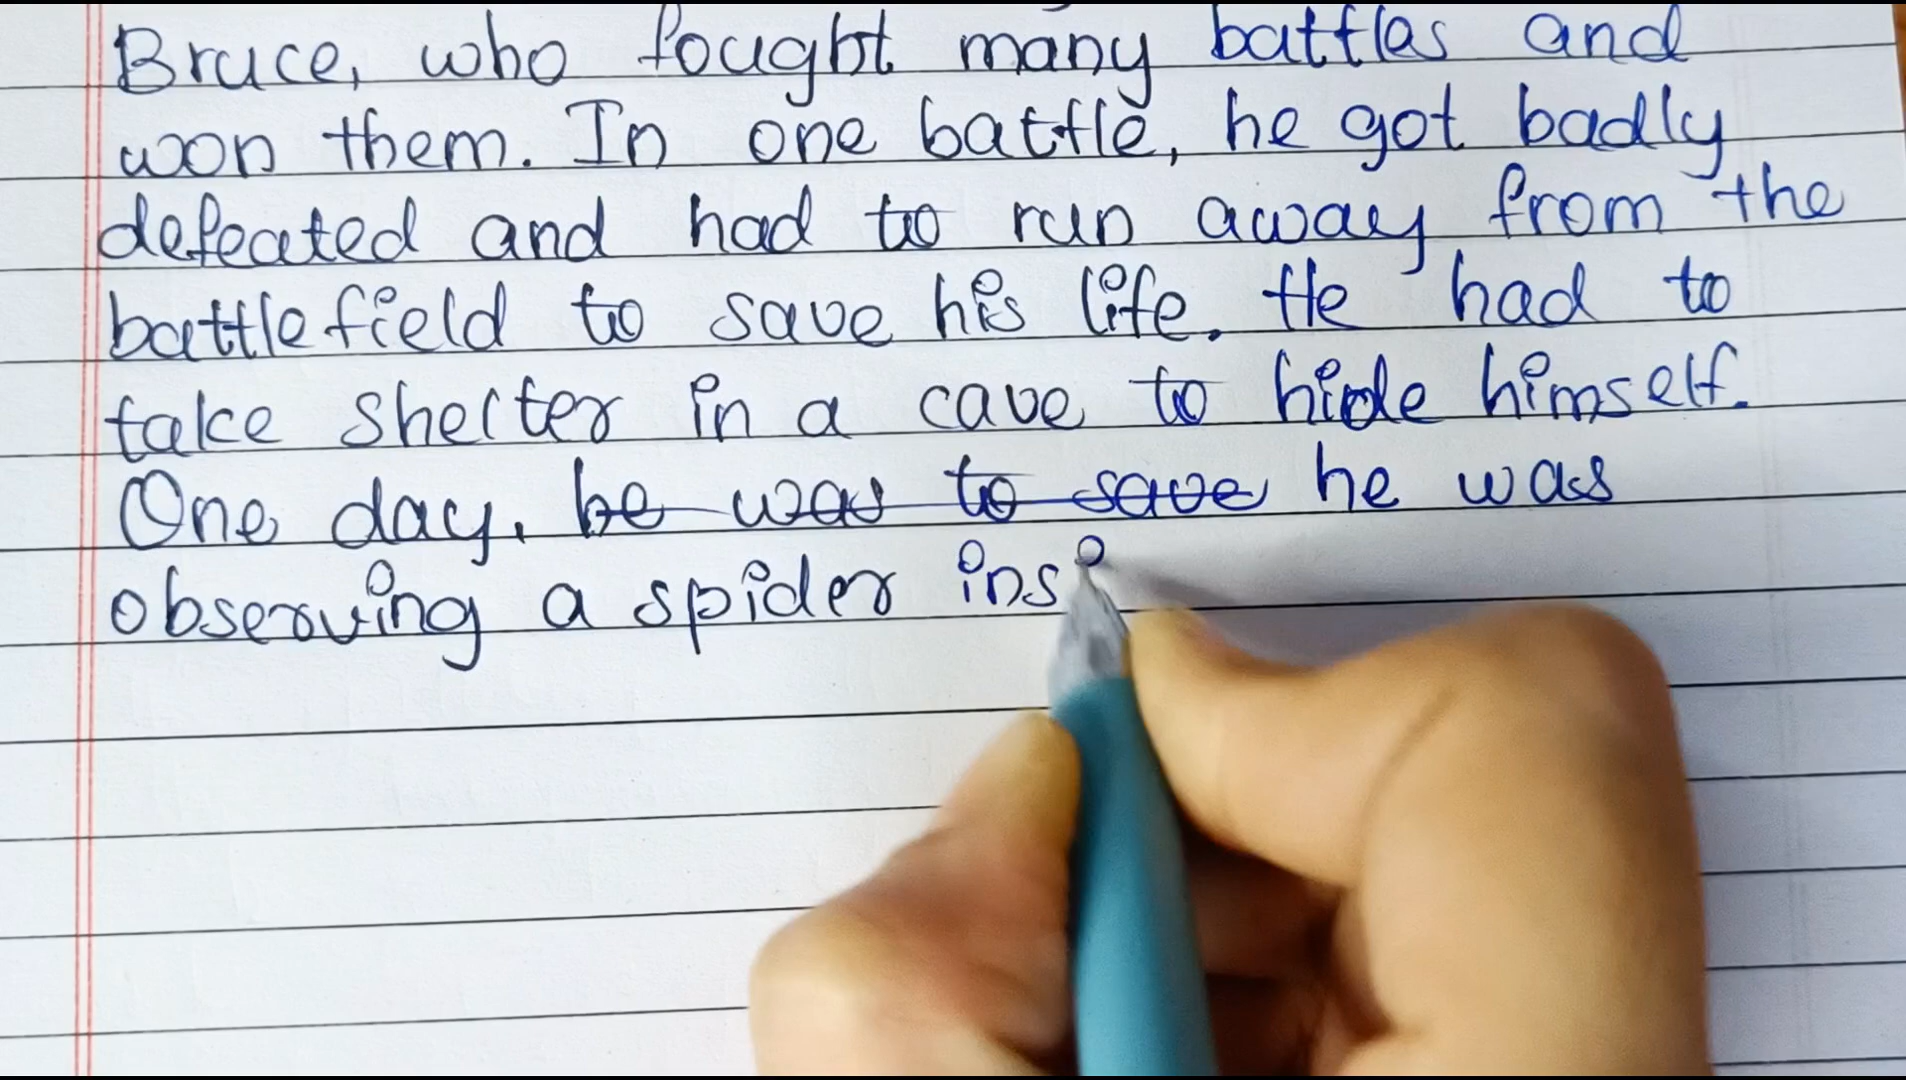 Bruce, who fought many battles and
won them. In one battle, he got badly
defeated and had to run away from the
battlefield to save his life. He had to
take shelter in a cave to hide himself.
One day, he was to save he was
observing a spider insi